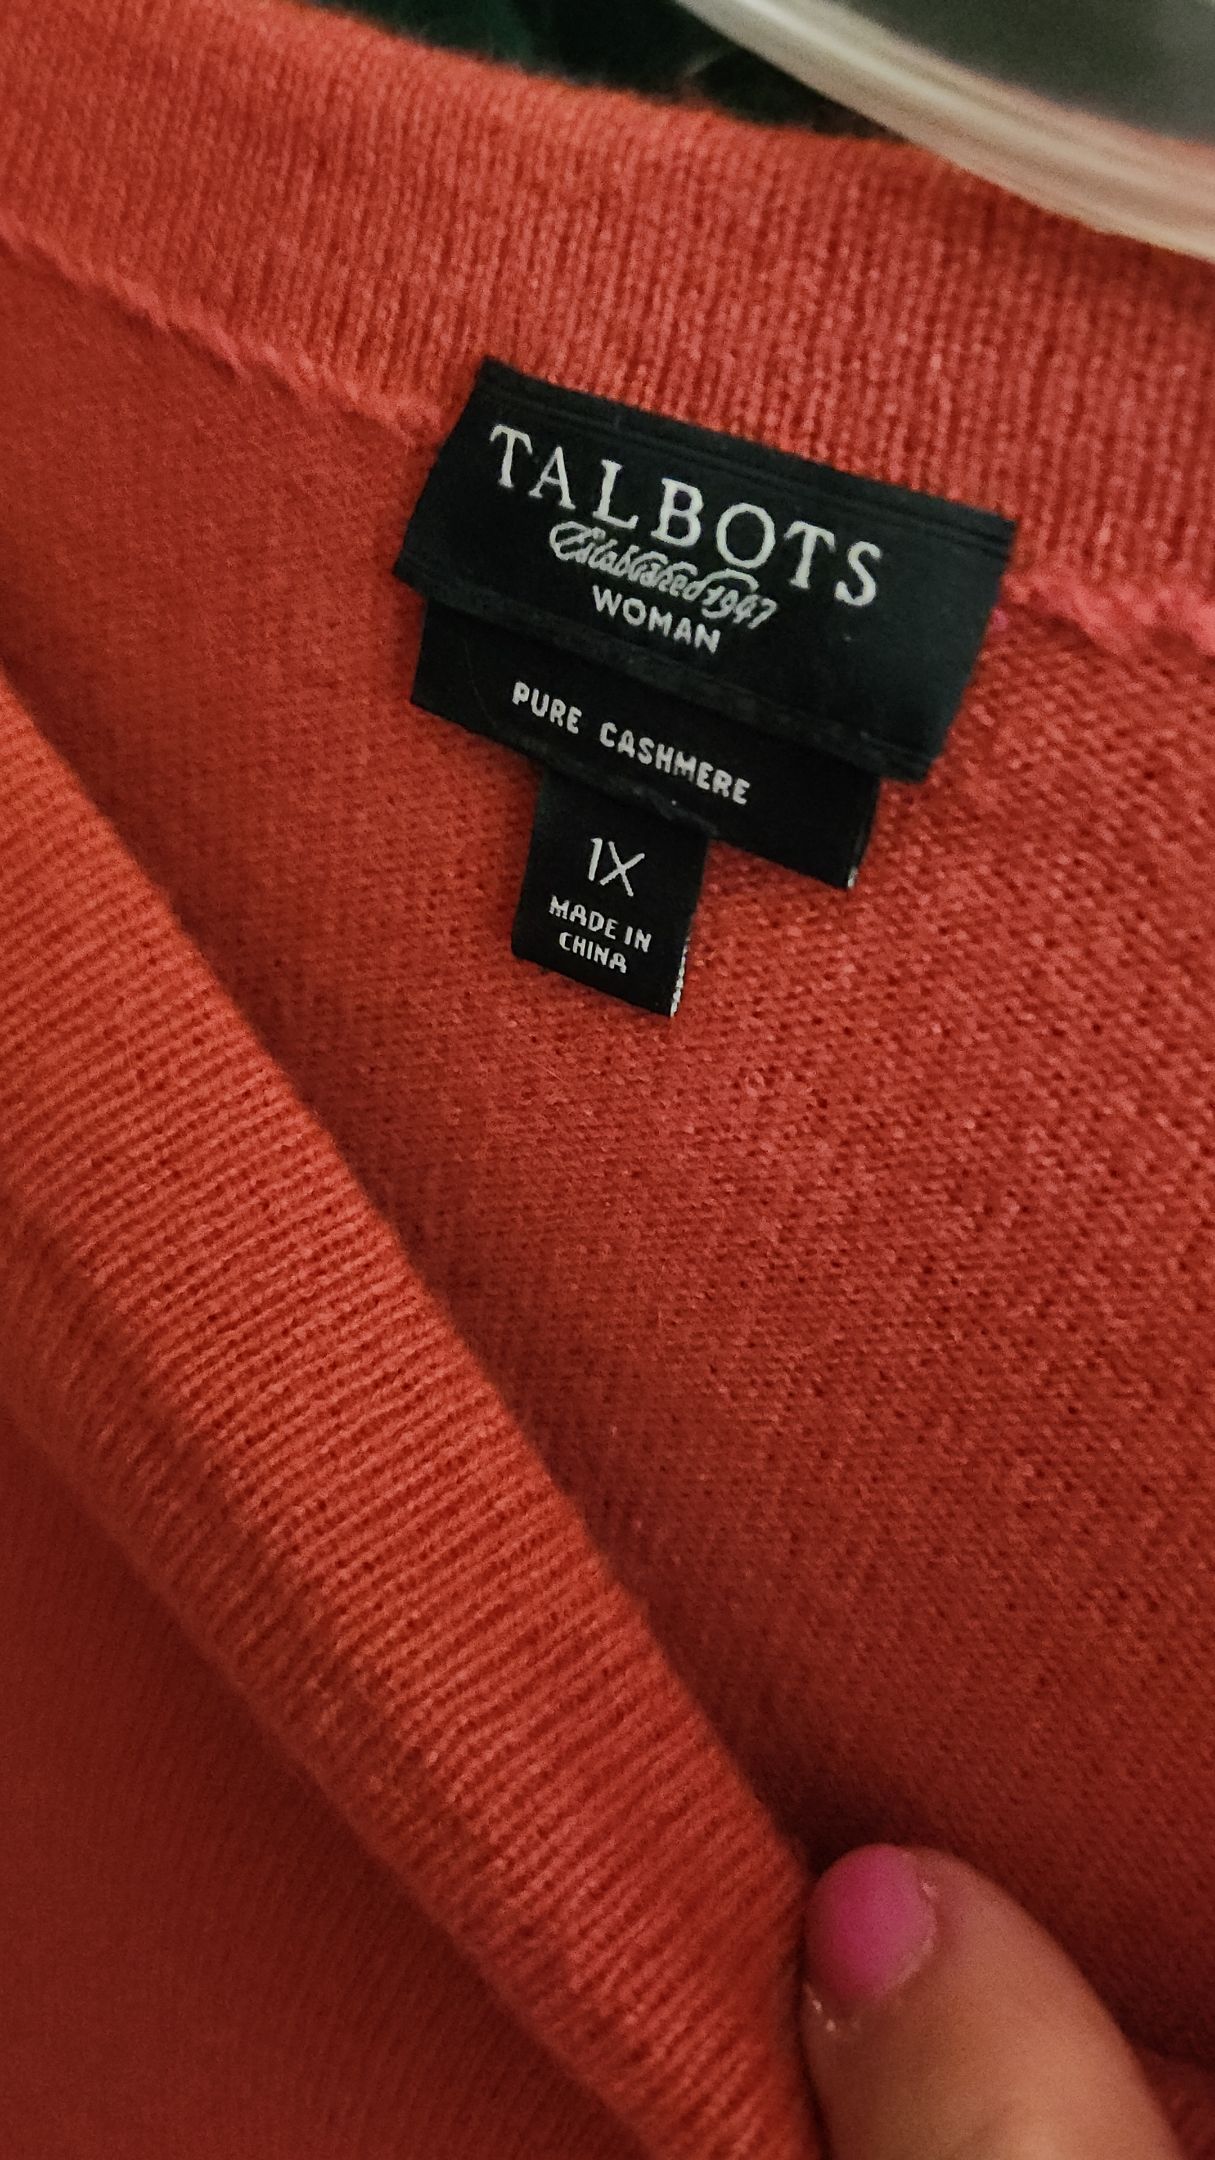 TALBOTS
Established 1947
WOMAN
PURE CASHMERE
1X
MADE IN
CHINA